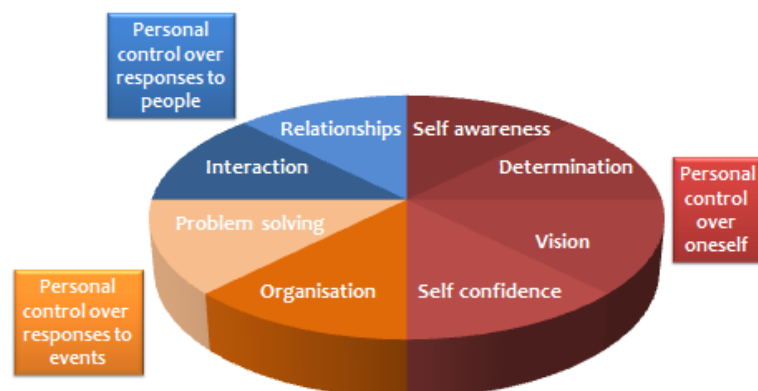 Personal
control over
responses to
people
Relationships
Self awareness
Interaction
Determination
Personal
control
over
oneself
Problem solving
Vision
Organisation
Self confidence
Personal
control over
responses to
events